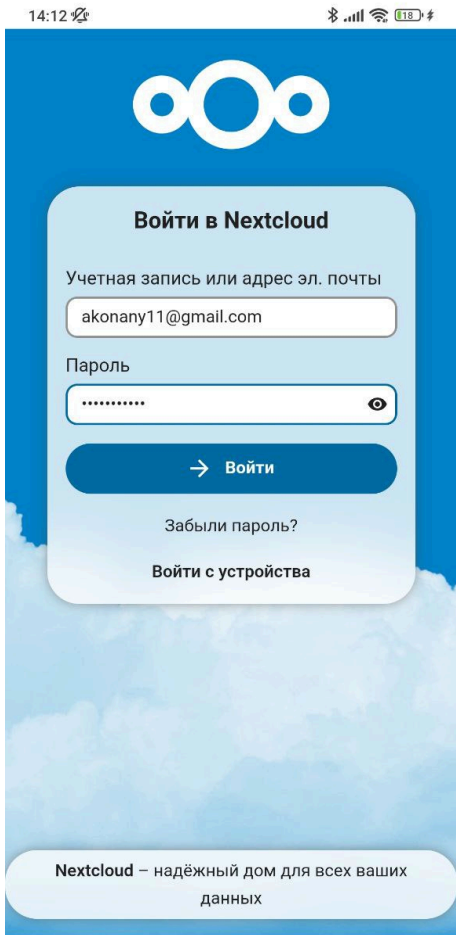 14:12
18
Войти в Nextcloud
Учетная запись или адрес эл. почты
akonany11@gmail.com
Пароль
•••••••••••
Войти
Забыли пароль?
Войти с устройства
Nextcloud – надёжный дом для всех ваших
данных